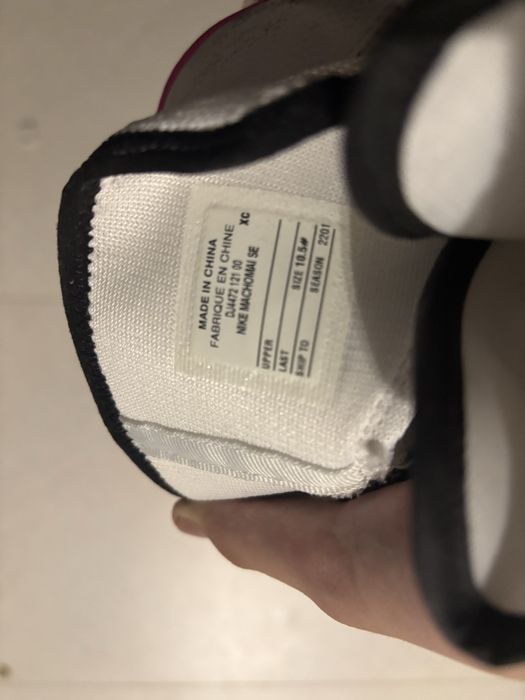 MADE IN CHINA
FABRIQUE EN CHINE
DJ4472 121 00 XC
NIKE MACHOMAI SE
UPPER
LAST SIZE 10.5#
SHIP TO SEASON 2201